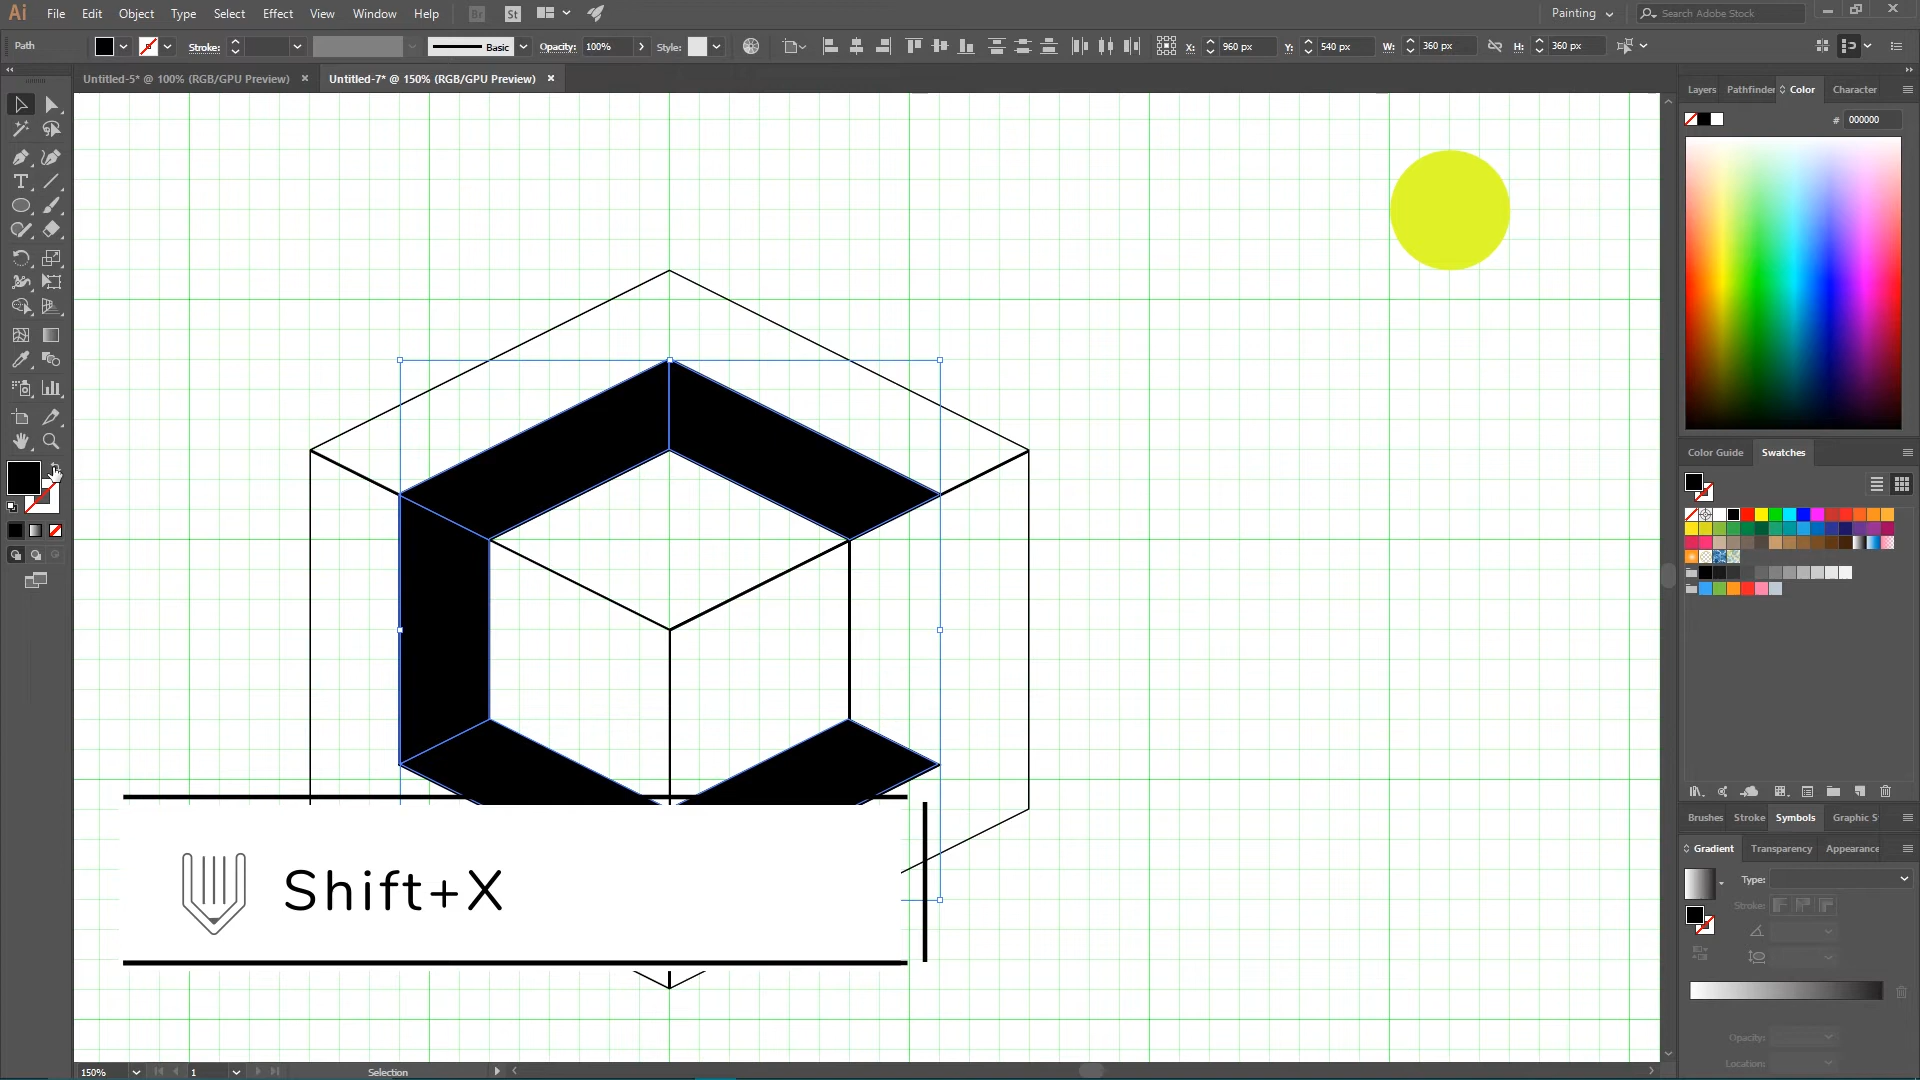 Ai File Edit Object Type Select Effect View Window Help Br St Painting Search Adobe Stock
Path Stroke: Basic Opacity: 100% Style: X: 960 px Y: 540 px W: 360 px H: 360 px
Untitled-5* @ 100% (RGB/GPU Preview) × Untitled-7* @ 150% (RGB/GPU Preview) ×
Layers Pathfinder Color Character
# 000000
Color Guide Swatches
Brushes Stroke Symbols Graphic S
Gradient Transparency Appearance
Type:
Stroke:
Shift+X
Opacity:
Location:
150% 1 Selection